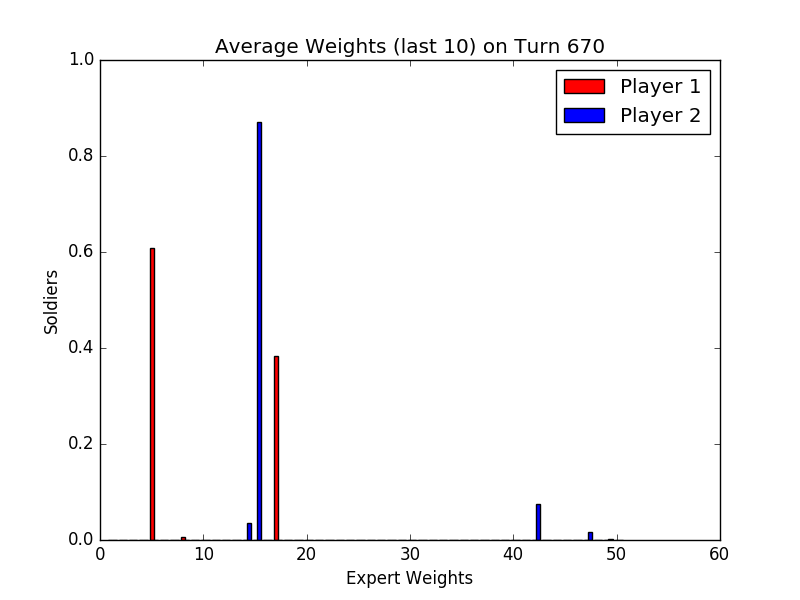 Average Weights (last 10) on Turn 670
Player 1
Player 2
1.0
0.8
0.6
0.4
0.2
0.0
Soldiers
0 10 20 30 40 50 60
Expert Weights